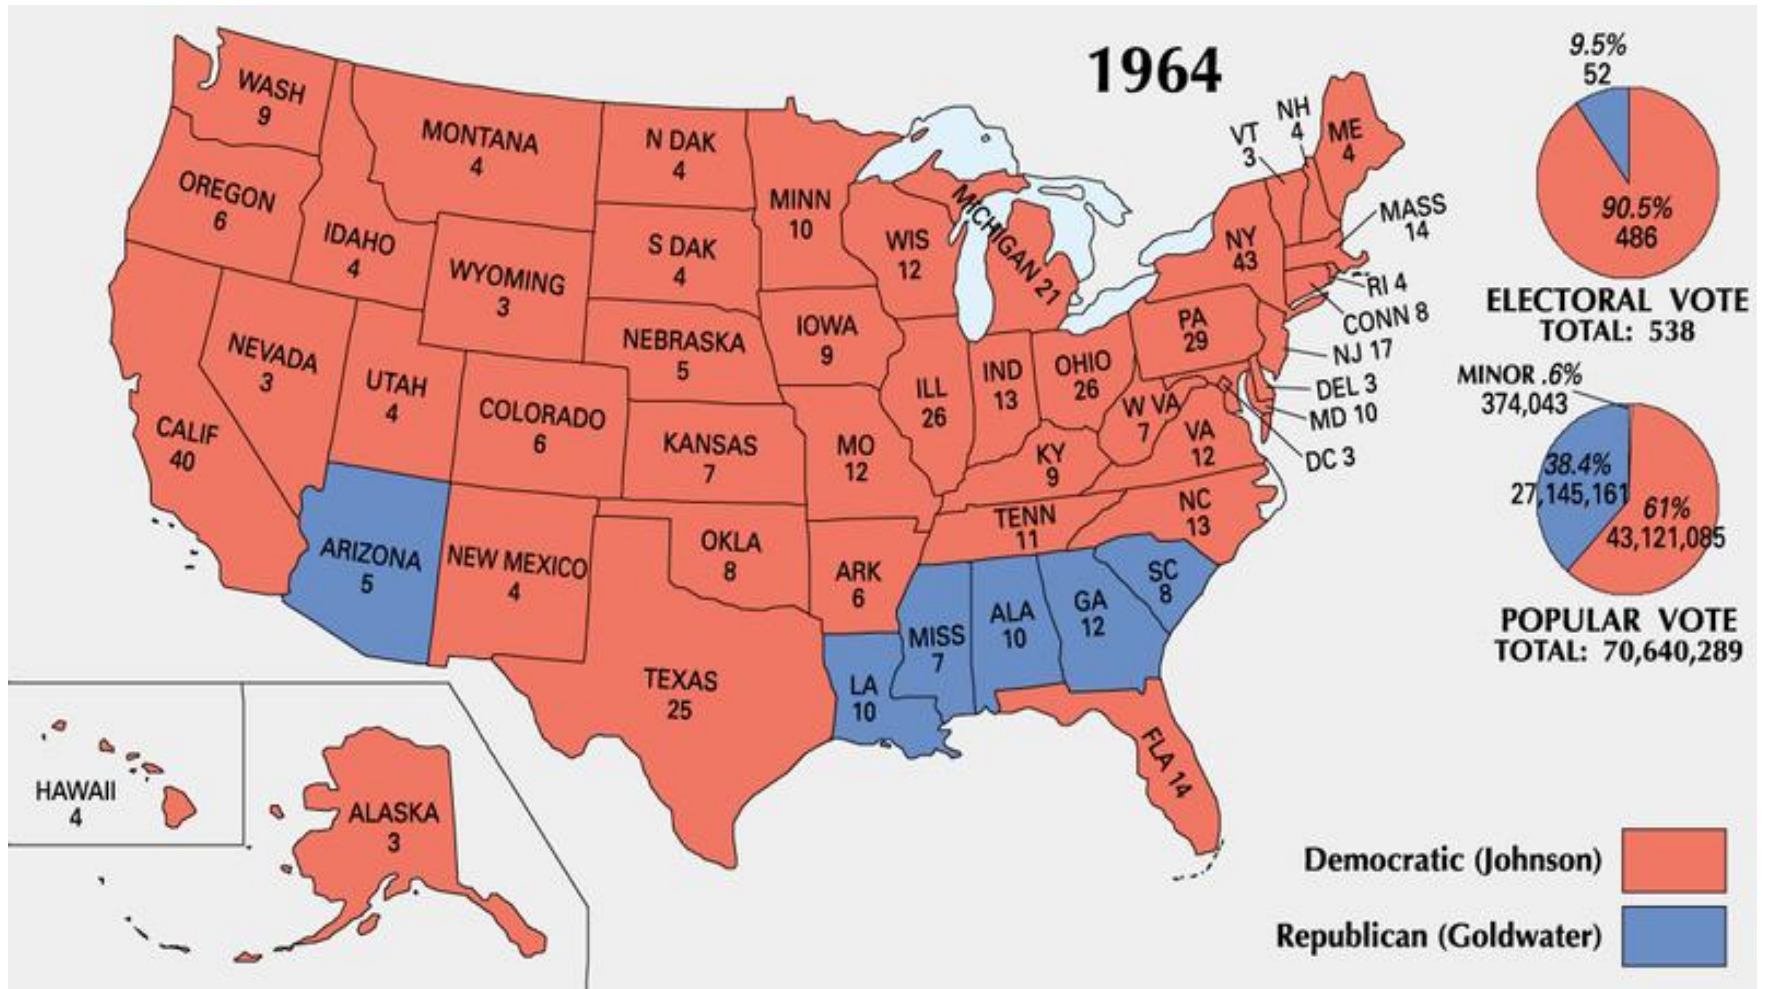 1964
WASH
9
OREGON
6
CALIF
40
NEVADA
3
IDAHO
4
MONTANA
4
WYOMING
3
UTAH
4
COLORADO
6
ARIZONA
5
NEW MEXICO
4
N DAK
4
S DAK
4
NEBRASKA
5
KANSAS
7
OKLA
8
TEXAS
25
MINN
10
IOWA
9
MO
12
ARK
6
LA
10
WIS
12
ILL
26
MICHIGAN 21
IND
13
OHIO
26
KY
9
TENN
11
MISS
7
ALA
10
GA
12
FLA 14
SC
8
NC
13
VA
12
W VA
7
PA
29
NY
43
VT
3
NH
4
ME
4
MASS
14
RI 4
CONN 8
NJ 17
DEL 3
MD 10
DC 3
HAWAII
4
ALASKA
3
9.5%
52
90.5%
486
ELECTORAL VOTE
TOTAL: 538
MINOR .6%
374,043
38.4%
27,145,161
61%
43,121,085
POPULAR VOTE
TOTAL: 70,640,289
Democratic (Johnson)
Republican (Goldwater)